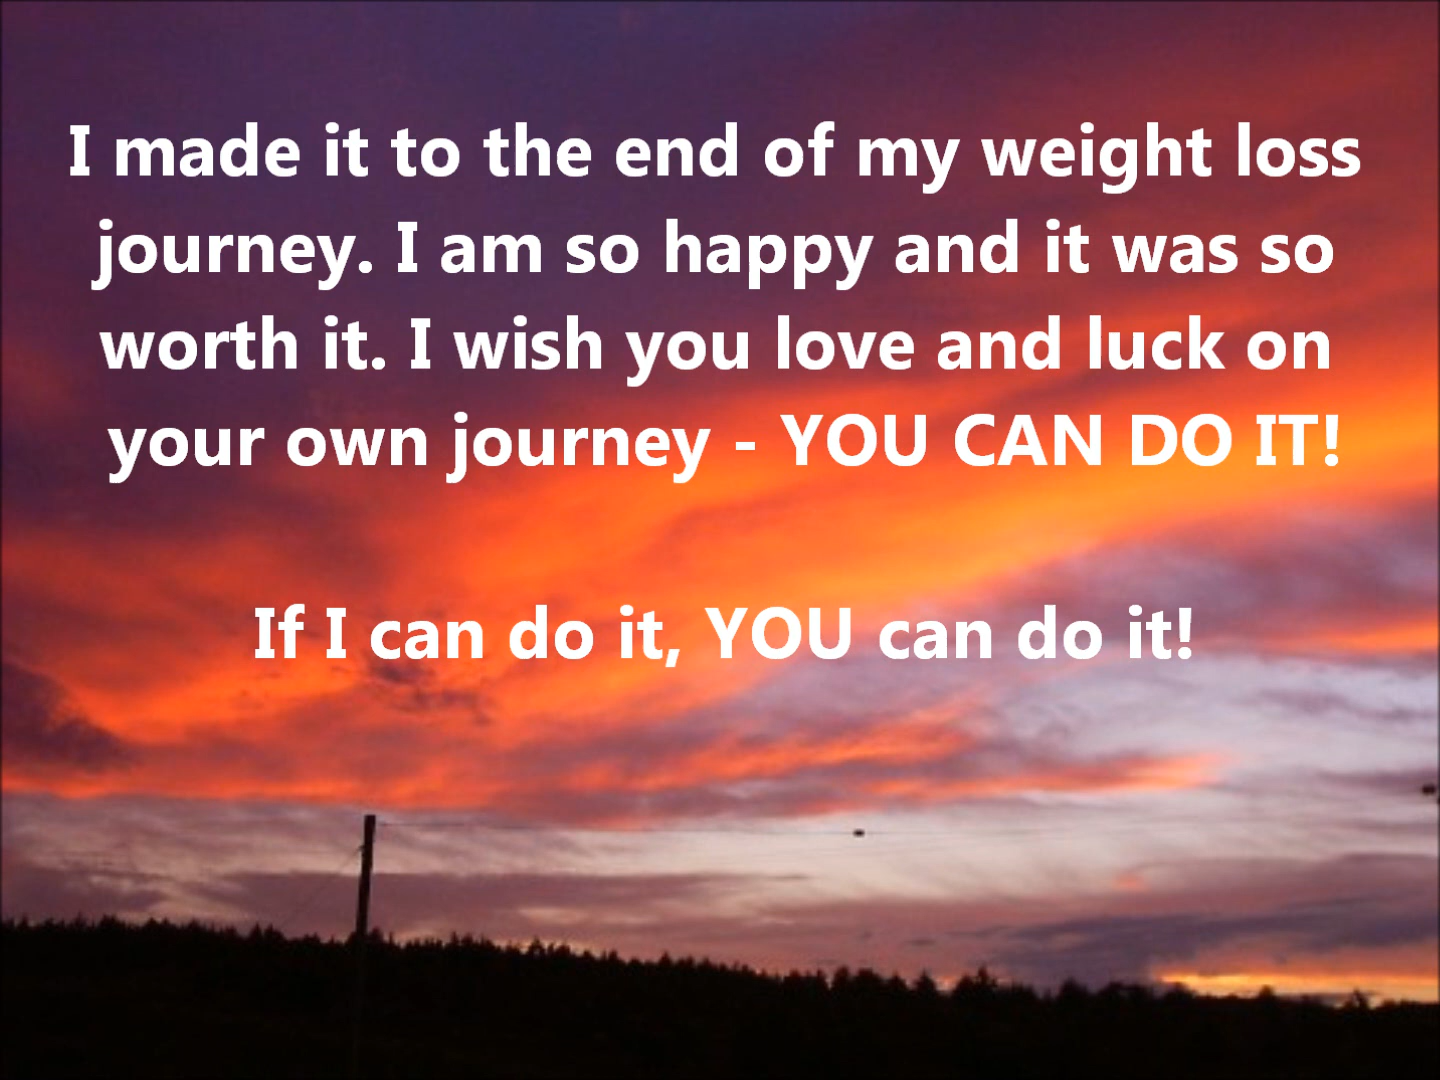 I made it to the end of my weight loss
journey. I am so happy and it was so
worth it. I wish you love and luck on
your own journey - YOU CAN DO IT!
If I can do it, YOU can do it!